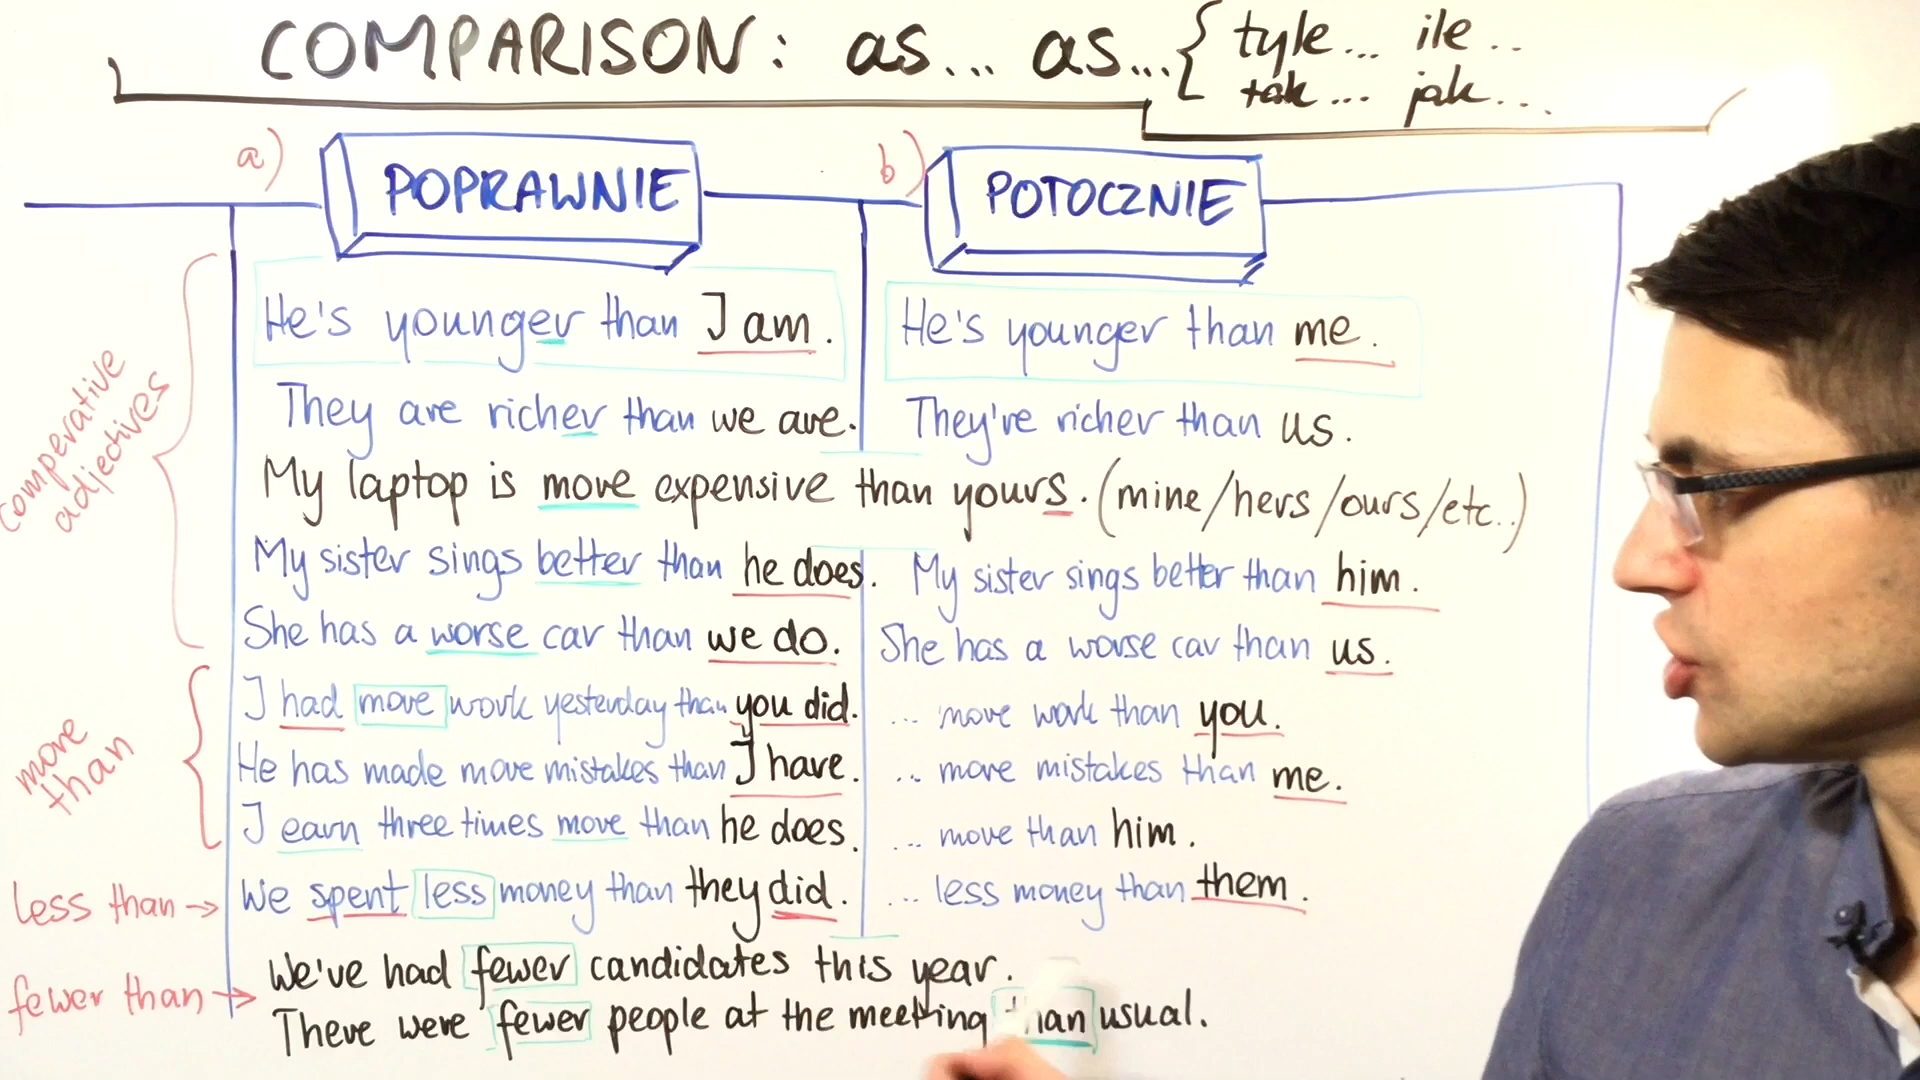 COMPARISON: as... as... { tyle... ile..
tak... jak...
a) POPRAWNIE
b) POTOCZNIE
comperative adjectives
He's younger than I am.
He's younger than me.
They are richer than we are.
They're richer than us.
My laptop is more expensive than yours. (mine/hers/ours/etc..)
My sister sings better than he does.
My sister sings better than him.
She has a worse car than we do.
She has a worse car than us.
more than
I had more work yesterday than you did.
... more work than you.
He has made more mistakes than I have.
... more mistakes than me.
I earn three times more than he does.
... more than him.
less than →
We spent less money than they did.
... less money than them.
fewer than →
We've had fewer candidates this year.
There were fewer people at the meeting than usual.